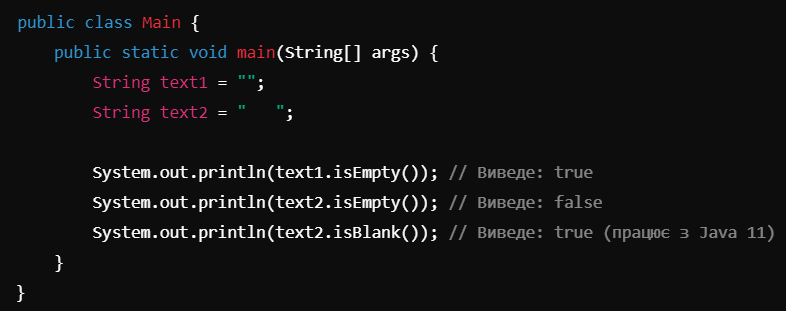 public class Main {
    public static void main(String[] args) {
        String text1 = "";
        String text2 = "   ";

        System.out.println(text1.isEmpty()); // Виведе: true
        System.out.println(text2.isEmpty()); // Виведе: false
        System.out.println(text2.isBlank()); // Виведе: true (працює з Java 11)
    }
}